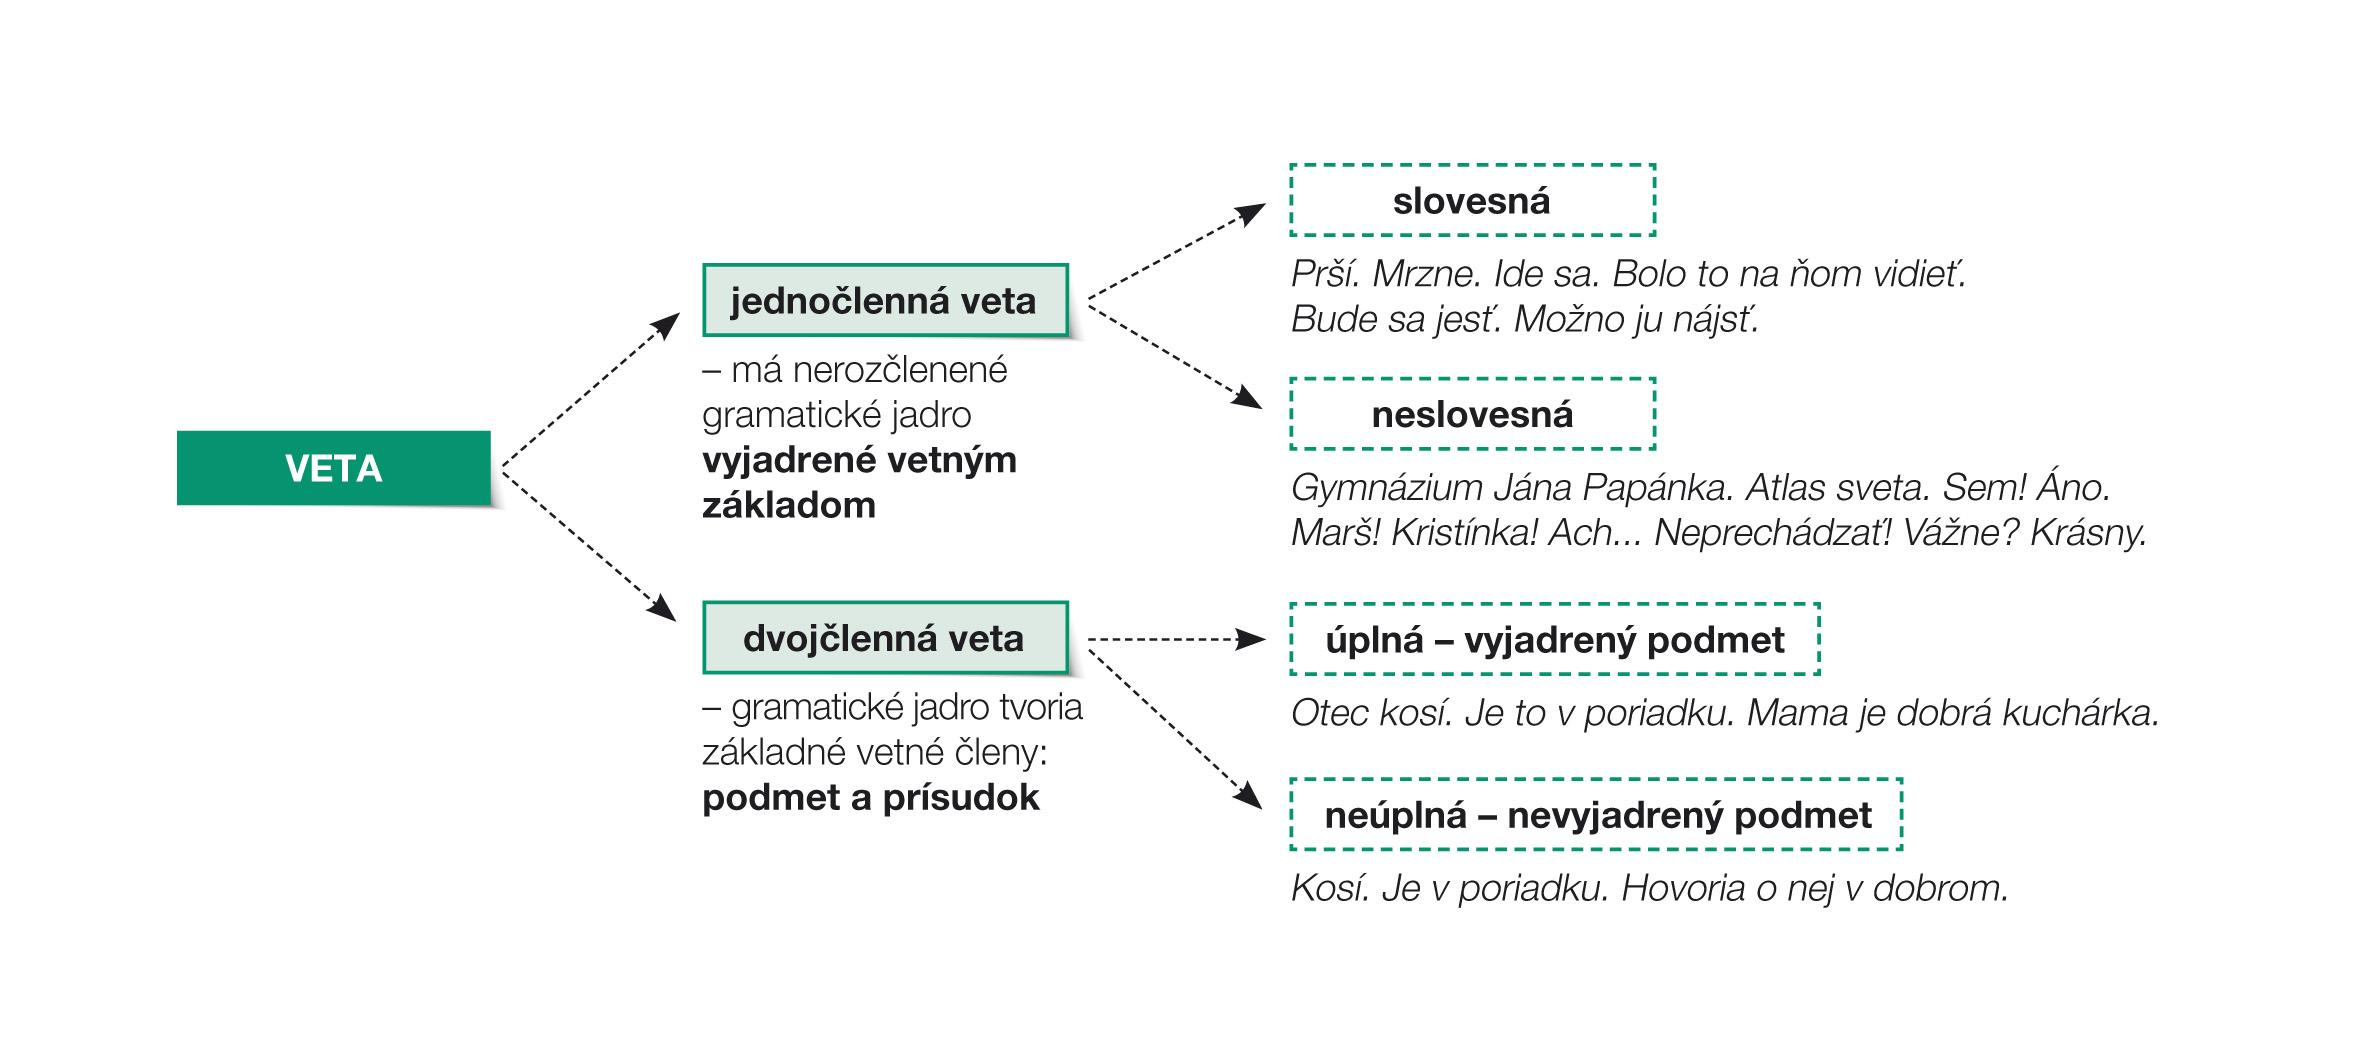 VETA
jednočlenná veta
– má nerozčlenené
gramatické jadro
vyjadrené vetným
základom
slovesná
Prší. Mrzne. Ide sa. Bolo to na ňom vidieť.
Bude sa jesť. Možno ju nájsť.
neslovesná
Gymnázium Jána Papánka. Atlas sveta. Sem! Áno.
Marš! Kristínka! Ach... Neprechádzať! Vážne? Krásny.
dvojčlenná veta
– gramatické jadro tvoria
základné vetné členy:
podmet a prísudok
úplná – vyjadrený podmet
Otec kosí. Je to v poriadku. Mama je dobrá kuchárka.
neúplná – nevyjadrený podmet
Kosí. Je v poriadku. Hovoria o nej v dobrom.